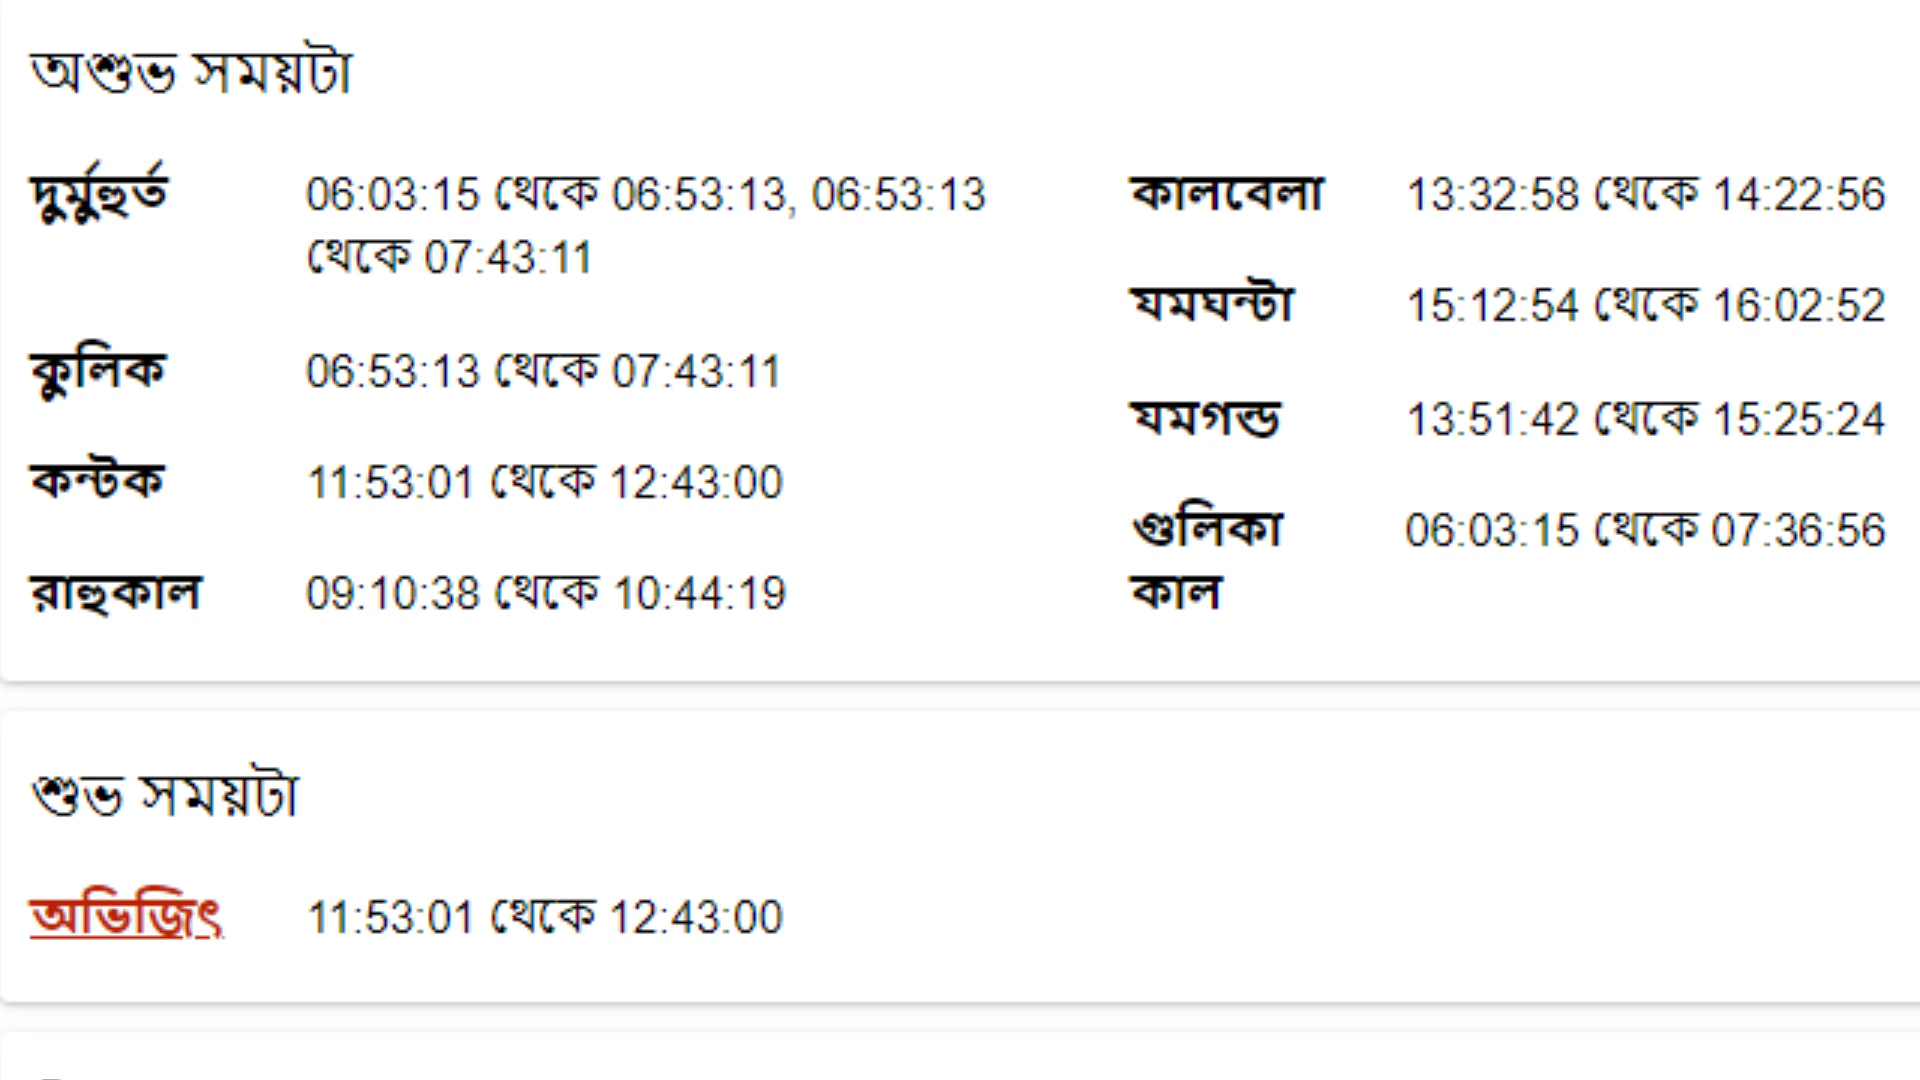 অশুভ সময়টা
দুর্মুহুর্ত 06:03:15 থেকে 06:53:13, 06:53:13
থেকে 07:43:11
কুলিক 06:53:13 থেকে 07:43:11
কন্টক 11:53:01 থেকে 12:43:00
রাহুকাল 09:10:38 থেকে 10:44:19
কালবেলা 13:32:58 থেকে 14:22:56
যমঘন্টা 15:12:54 থেকে 16:02:52
যমগন্ড 13:51:42 থেকে 15:25:24
গুলিকা 06:03:15 থেকে 07:36:56
কাল
শুভ সময়টা
অভিজিৎ 11:53:01 থেকে 12:43:00